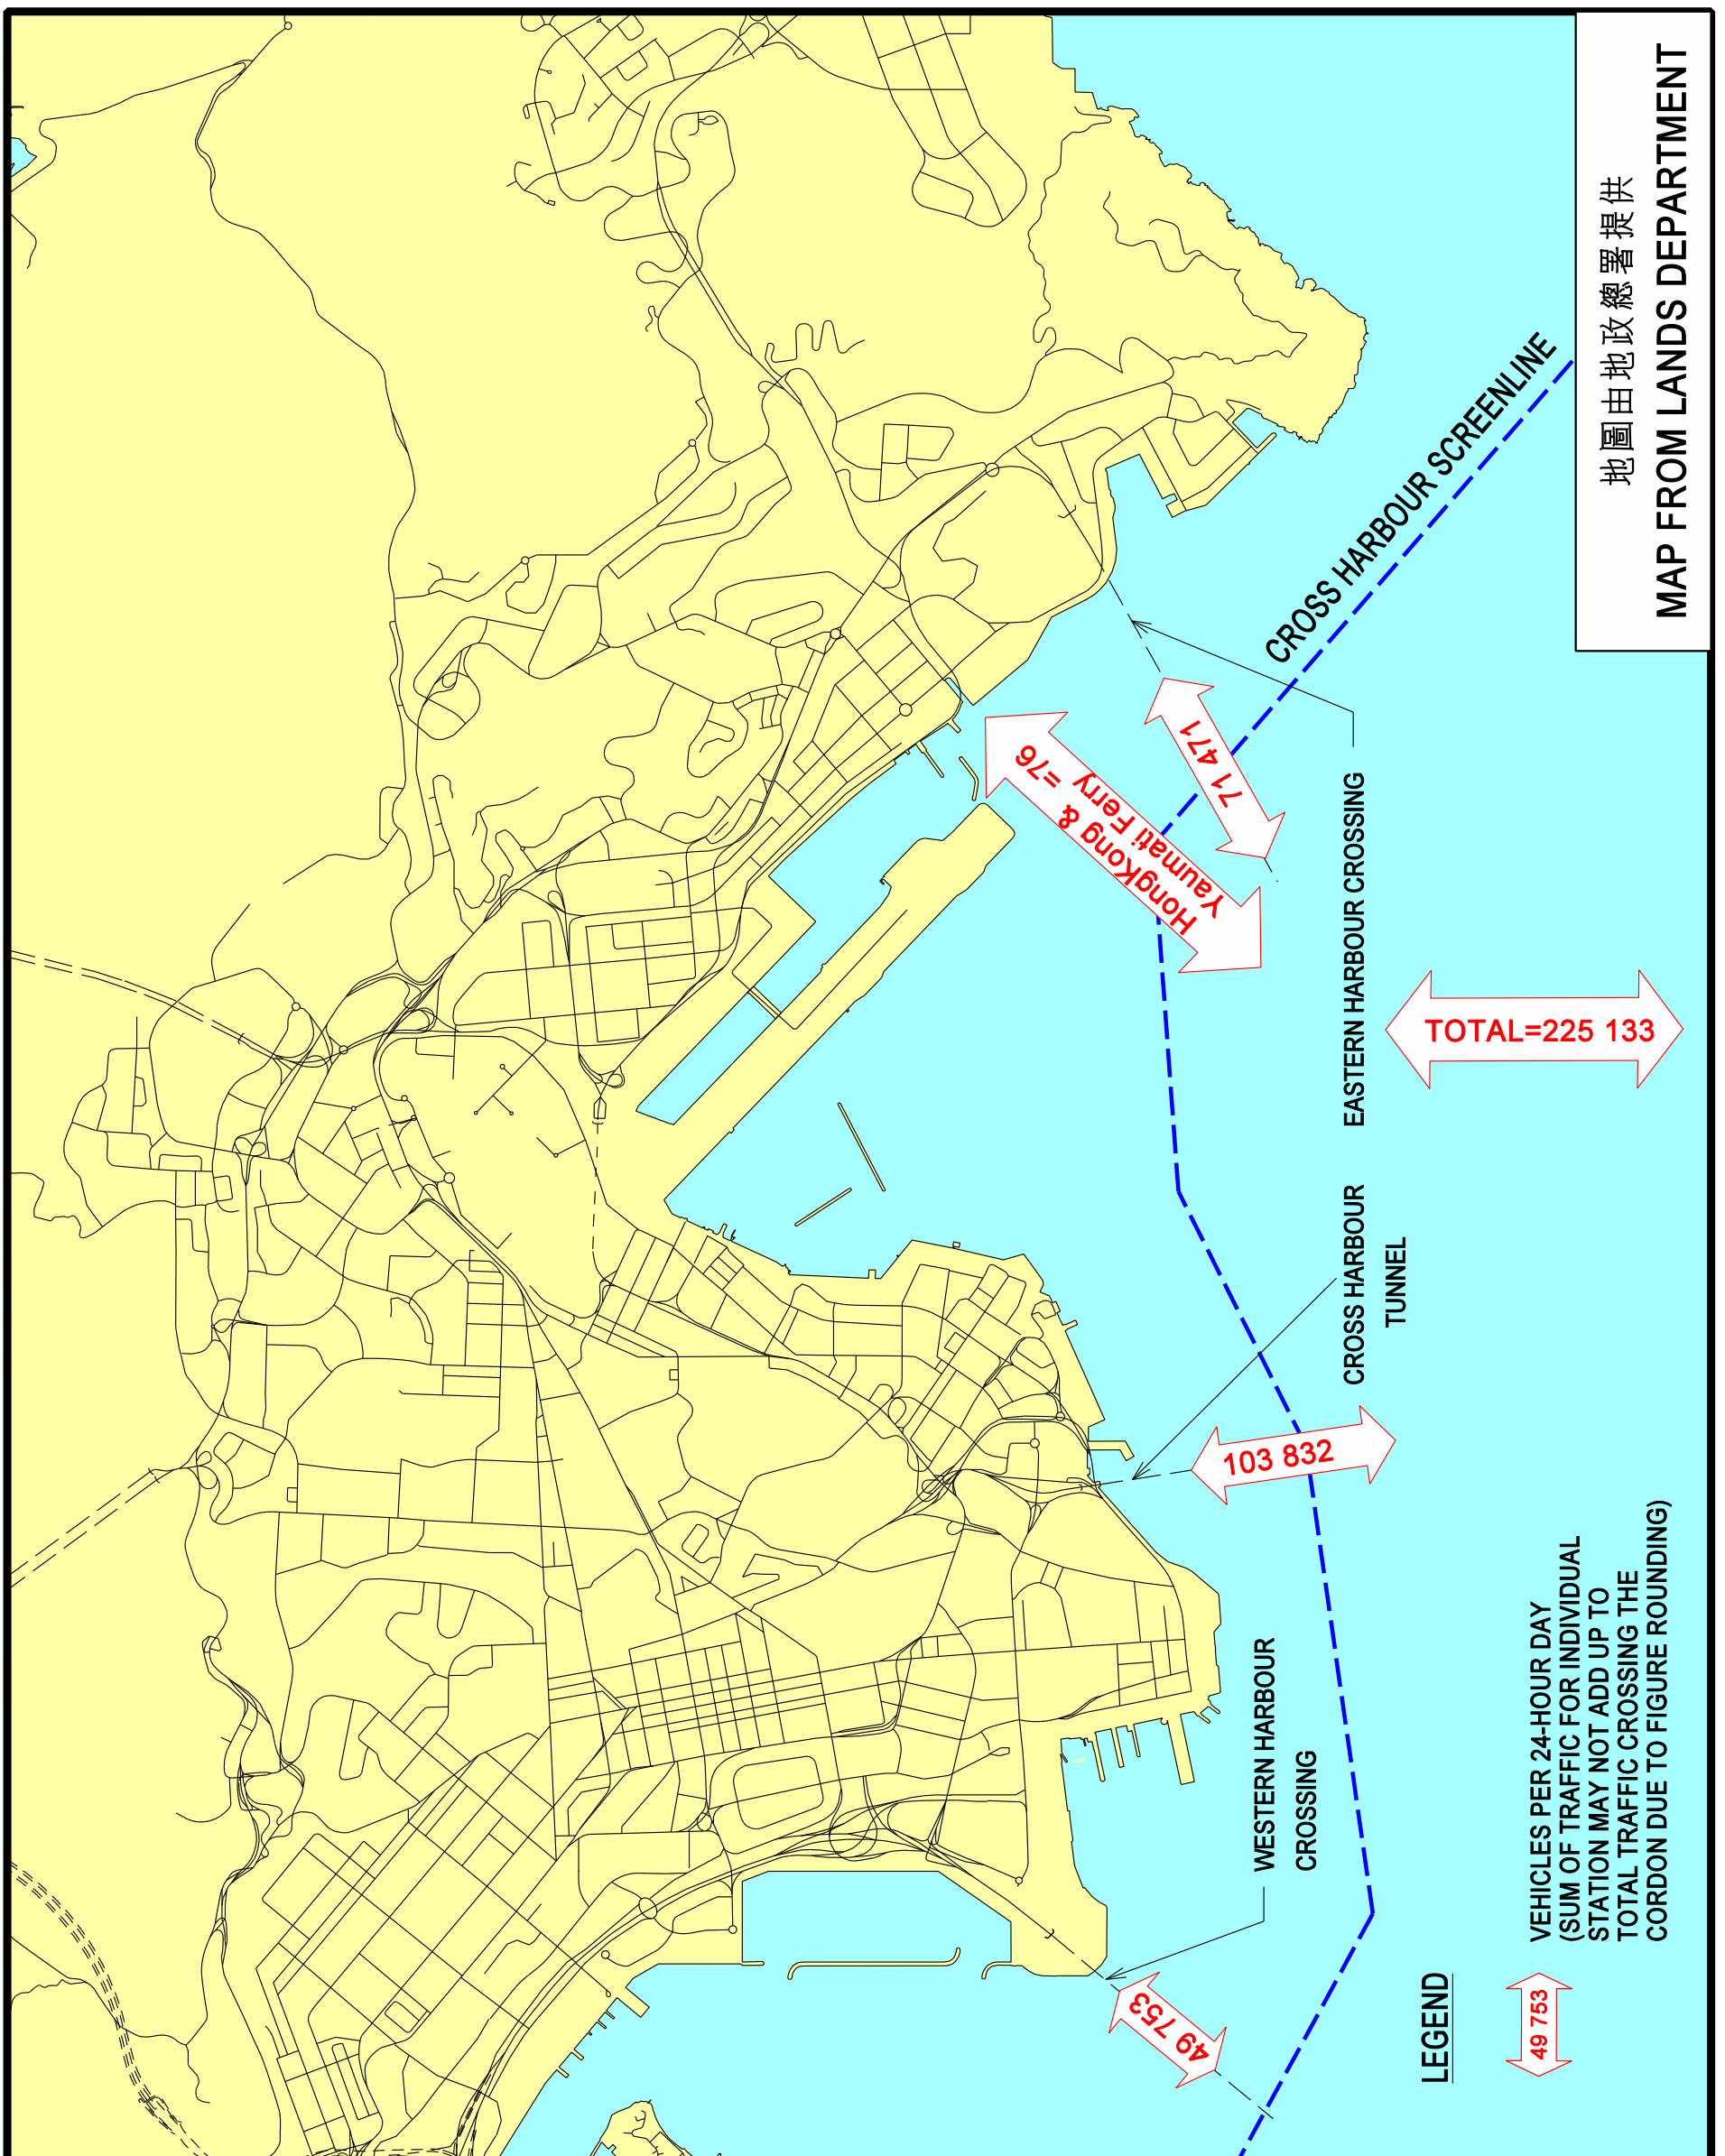 地圖由地政總署提供
MAP FROM LANDS DEPARTMENT
CROSS HARBOUR SCREENLINE
71 471
HongKong &
Yaumati Ferry =76
EASTERN HARBOUR CROSSING
TOTAL=225 133
CROSS HARBOUR
TUNNEL
103 832
WESTERN HARBOUR
CROSSING
49 753
LEGEND
49 753
VEHICLES PER 24-HOUR DAY
(SUM OF TRAFFIC FOR INDIVIDUAL
STATION MAY NOT ADD UP TO
TOTAL TRAFFIC CROSSING THE
CORDON DUE TO FIGURE ROUNDING)